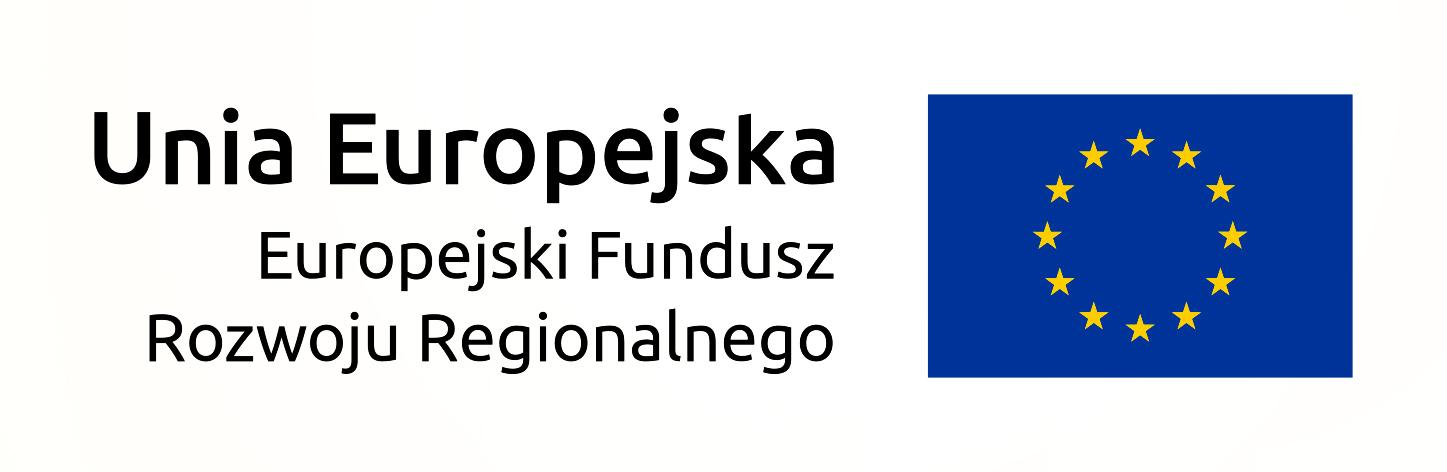 Unia Europejska
Europejski Fundusz
Rozwoju Regionalnego